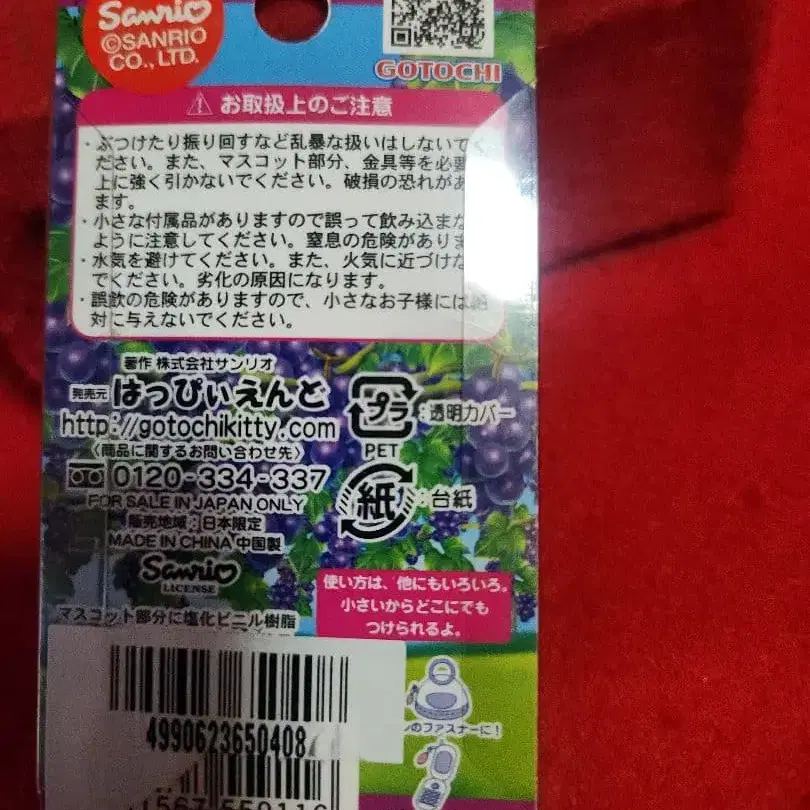 Sanrio
©SANRIO
CO., LTD.
GOTOCHI
⚠ お取扱上のご注意
・ぶつけたり振り回すなど乱暴な扱いはしないでく
ださい。また、マスコット部分、金具等を必要
上に強く引かないでください。破損の恐れがあ
ます。
・小さな付属品がありますので誤って飲み込まな
ように注意してください。窒息の危険がありま
・水気を避けてください。また、火気に近づけな
でください。劣化の原因になります。
・誤飲の危険がありますので、小さなお子様には絶
対に与えないでください。
著作 株式会社サンリオ
発売元 はっぴぃえんど
http://gotochikitty.com
〈商品に関するお問い合わせ先〉
0120-334-337
FOR SALE IN JAPAN ONLY
販売地域：日本限定
MADE IN CHINA 中国製
Sanrio
LICENSE
マスコット部分に塩化ビニル樹脂
プラ：透明カバー
PET
紙：台紙
使い方は、他にもいろいろ。
小さいからどこにでも
つけられるよ。
のファスナーに！
4990623650408